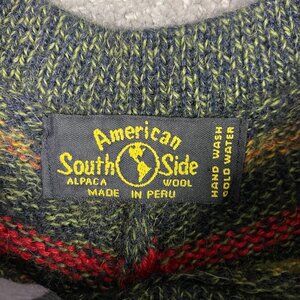 American
South Side
ALPACA WOOL
MADE IN PERU
HAND WASH
COLD WATER